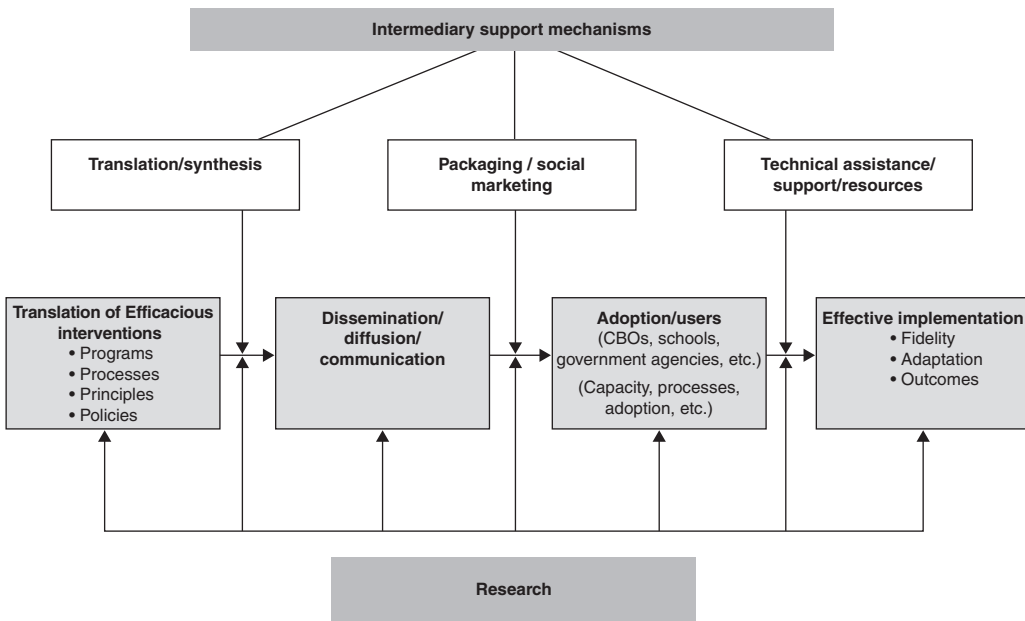 Intermediary support mechanisms
Translation/synthesis
Packaging / social
marketing
Technical assistance/
support/resources
Translation of Efficacious
interventions
• Programs
• Processes
• Principles
• Policies
Dissemination/
diffusion/
communication
Adoption/users
(CBOs, schools,
government agencies, etc.)
(Capacity, processes,
adoption, etc.)
Effective implementation
• Fidelity
• Adaptation
• Outcomes
Research